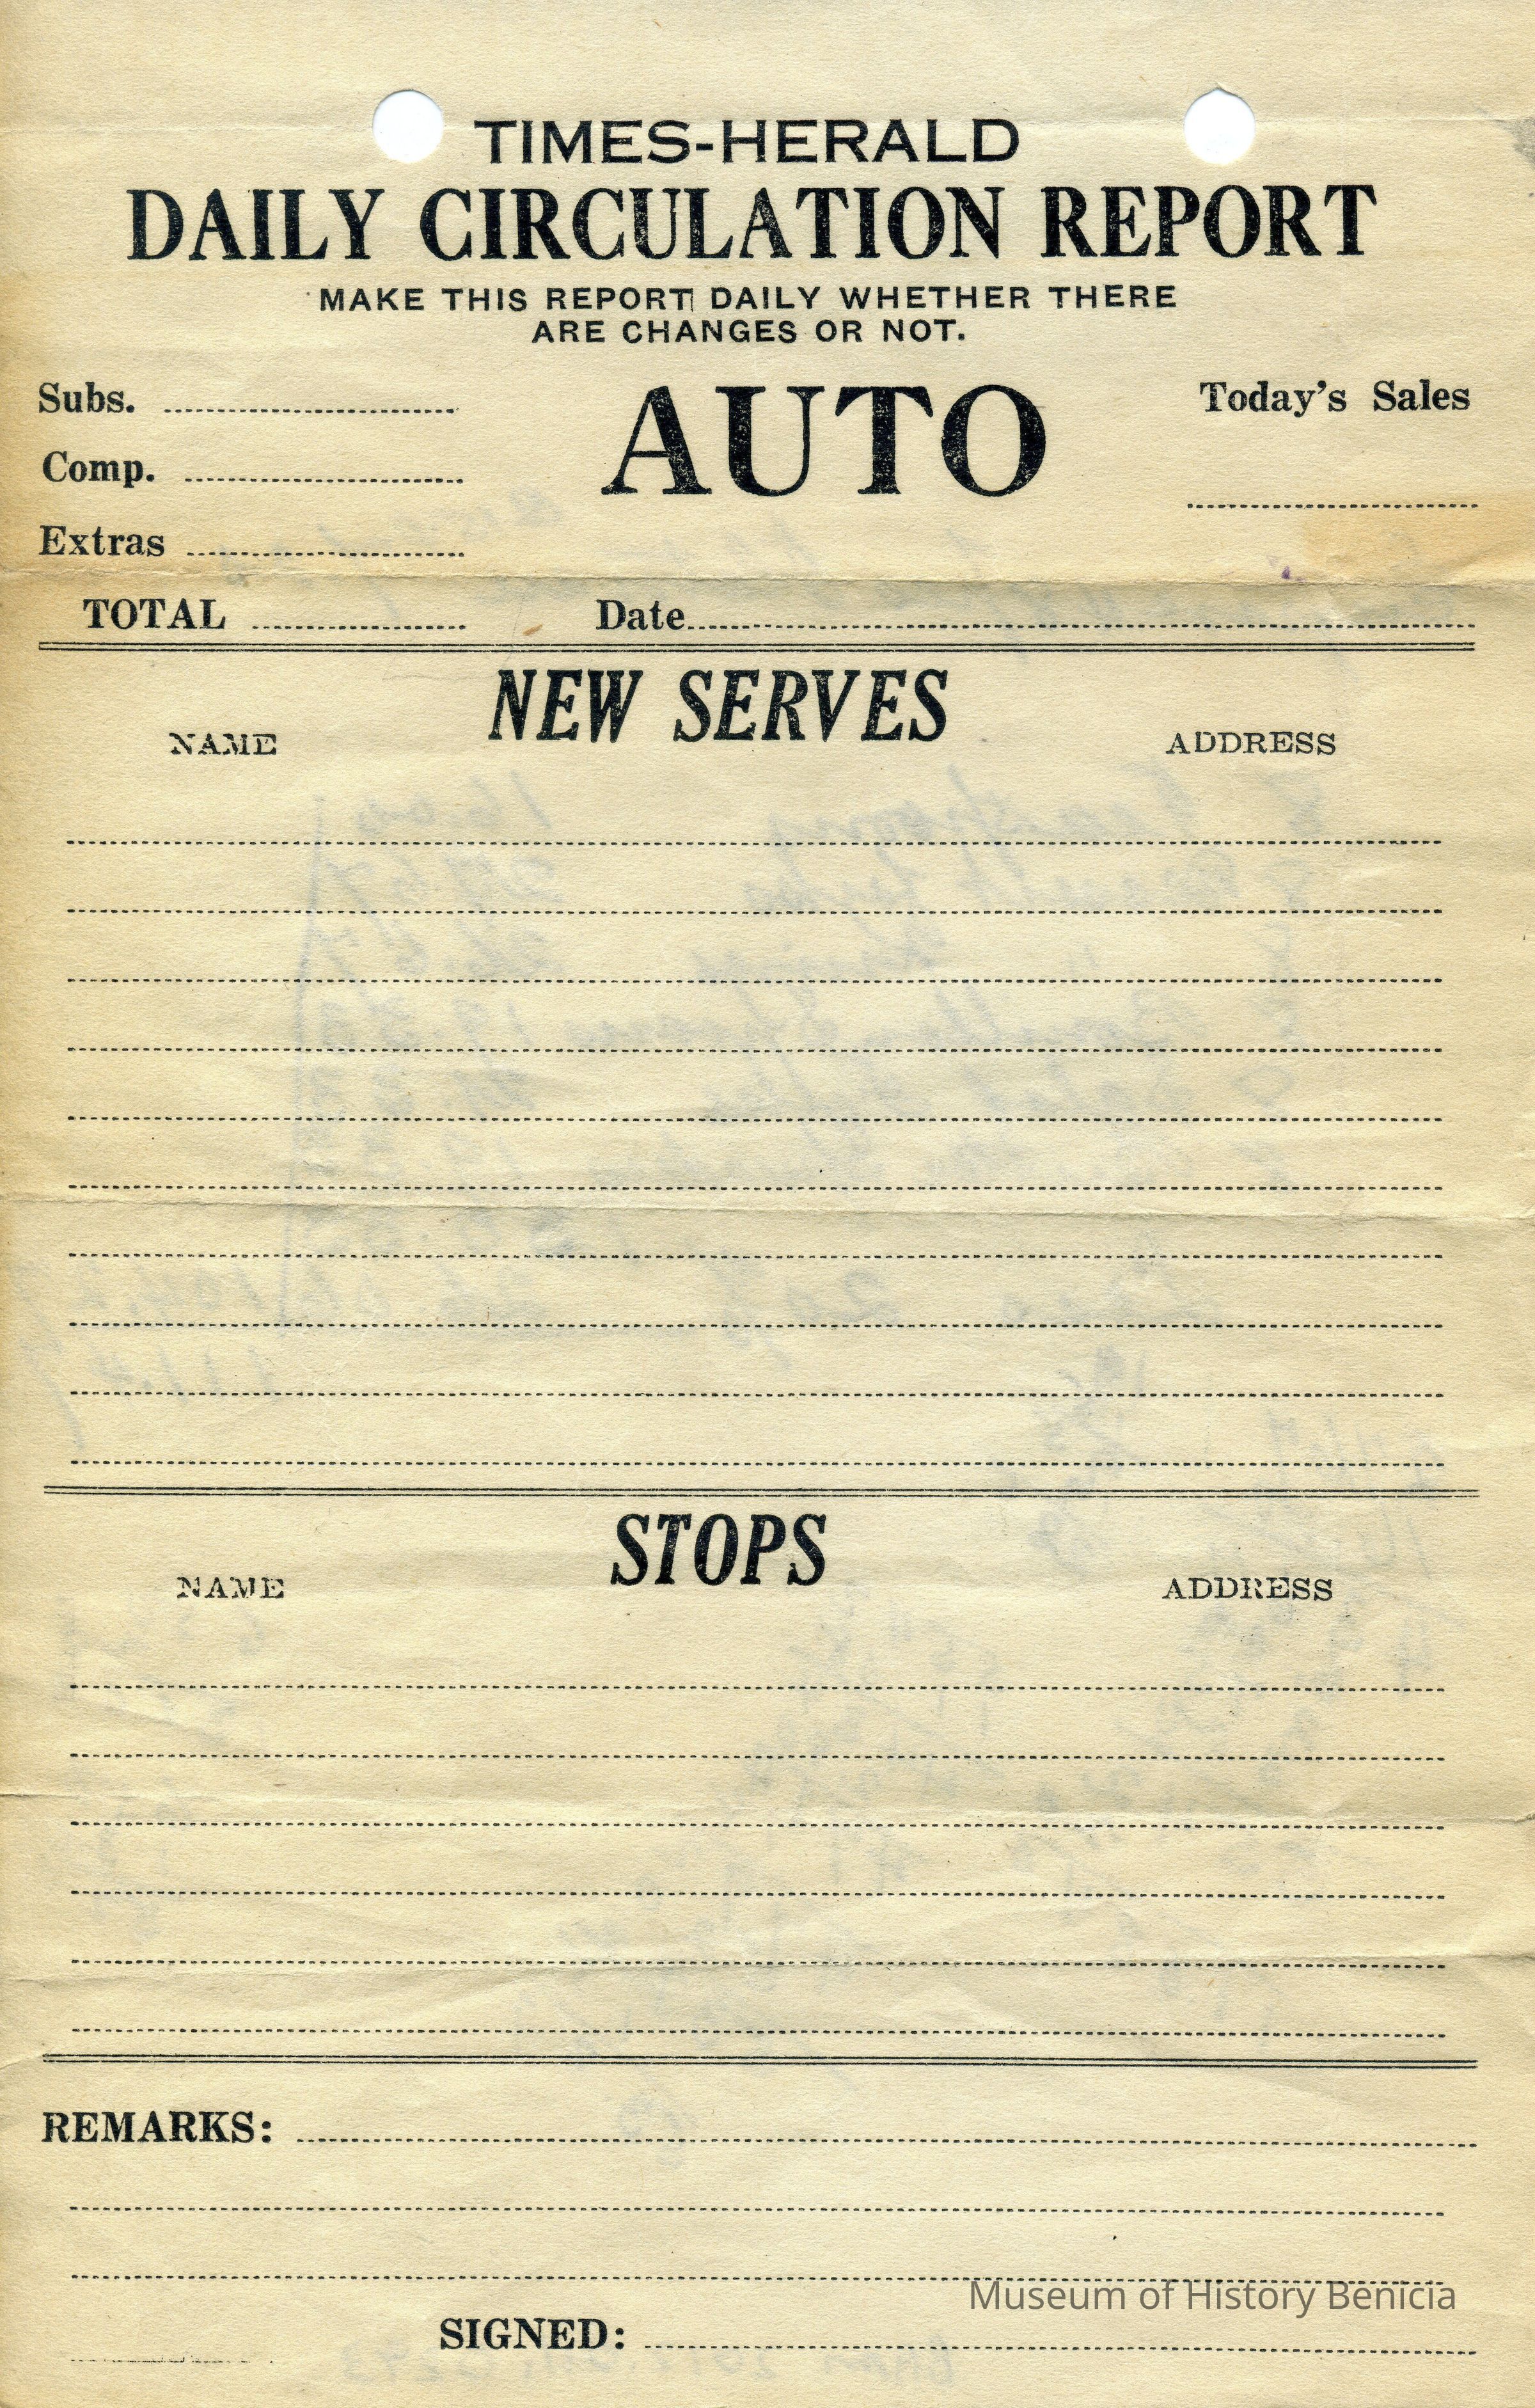 TIMES-HERALD
DAILY CIRCULATION REPORT
MAKE THIS REPORT DAILY WHETHER THERE
ARE CHANGES OR NOT.
Subs.
AUTO
Today's Sales
Comp.
Extras
TOTAL
Date
NEW SERVES
NAME
ADDRESS
STOPS
NAME
ADDRESS
REMARKS:
Museum of History Benicia
SIGNED: